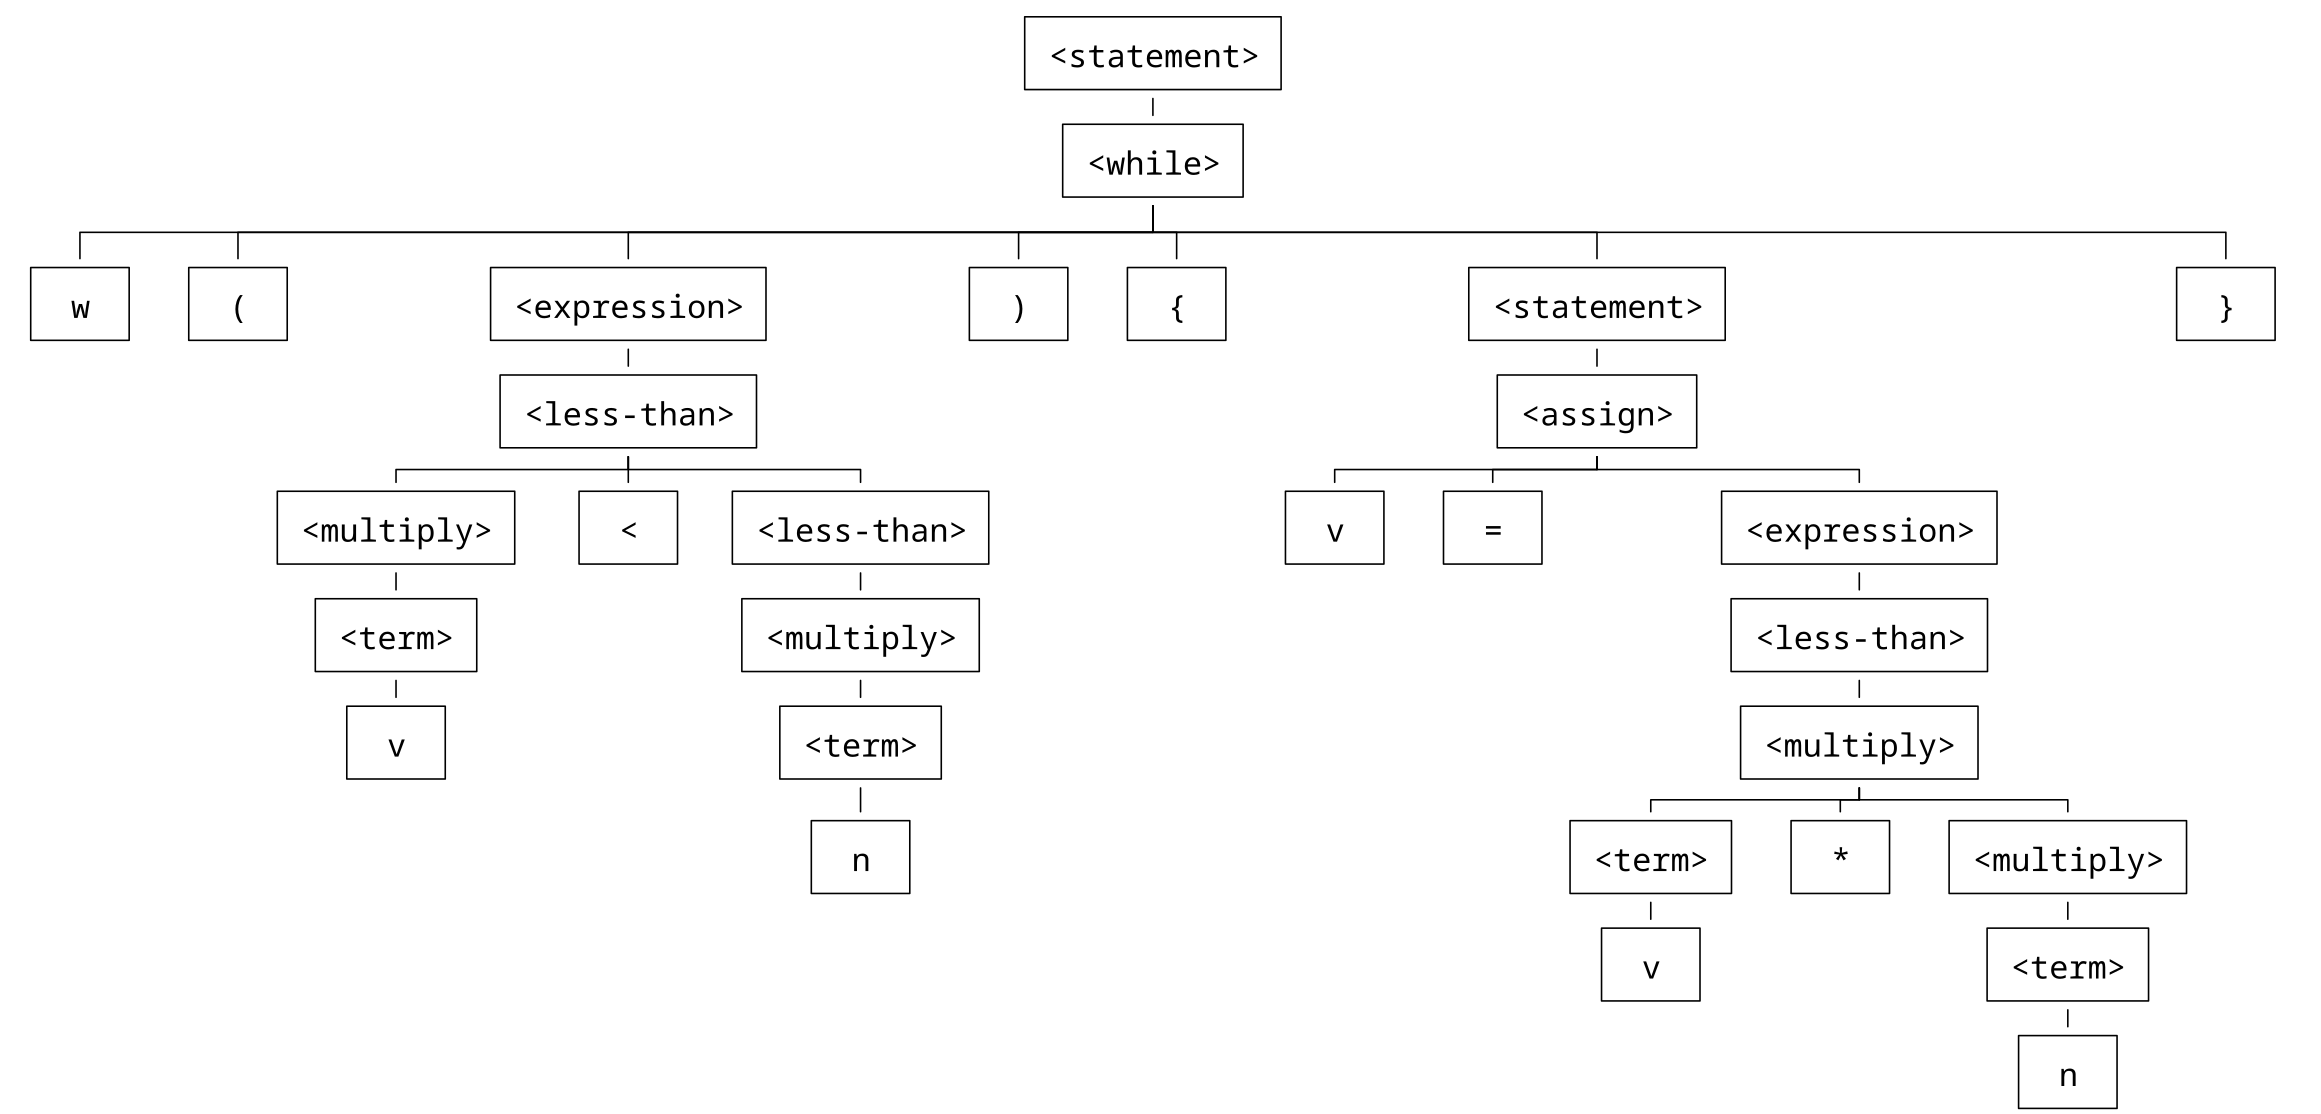 <statement>
<while>
w ( <expression> ) { <statement> }
<less-than> <assign>
<multiply> < <less-than> v = <expression>
<term> <multiply> <less-than>
v <term> <multiply>
n <term> * <multiply>
v <term>
n